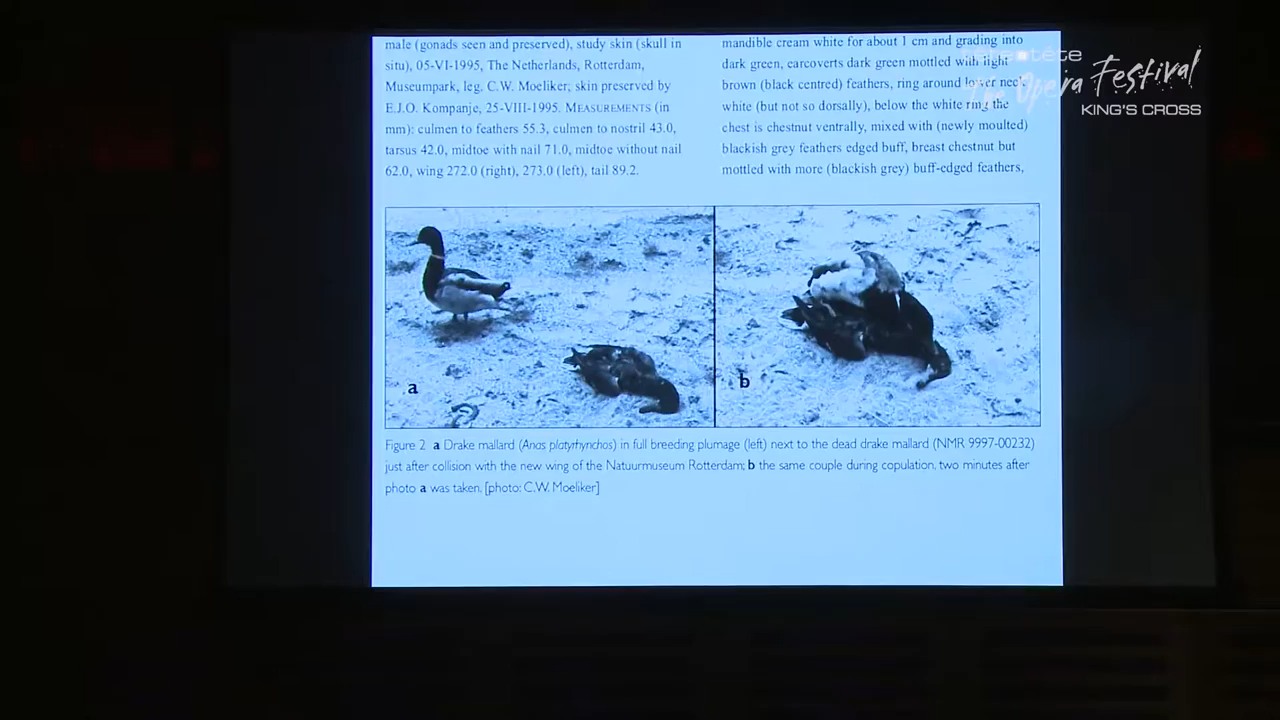 male (gonads seen and preserved), study skin (skull in
situ), 05-VI-1995, The Netherlands, Rotterdam,
Museumpark, leg. C.W. Moeliker; skin preserved by
E.J.O. Kompanje, 25-VIII-1995. MEASUREMENTS (in
mm): culmen to feathers 55.3, culmen to nostril 43.0,
tarsus 42.0, midtoe with nail 71.0, midtoe without nail
62.0, wing 272.0 (right), 273.0 (left), tail 89.2.
mandible cream white for about 1 cm and grading into
dark green, earcoverts dark green mottled with light
brown (black centred) feathers, ring around lower neck
white (but not so dorsally), below the white ring the
chest is chestnut ventrally, mixed with (newly moulted)
blackish grey feathers edged buff, breast chestnut but
mottled with more (blackish grey) buff-edged feathers,
tête à tête
The Opera Festival
KING'S CROSS
a
b
Figure 2 a Drake mallard (Anas platyrhynchos) in full breeding plumage (left) next to the dead drake mallard (NMR 9997-00232)
just after collision with the new wing of the Natuurmuseum Rotterdam; b the same couple during copulation, two minutes after
photo a was taken. [photo: C.W. Moeliker]